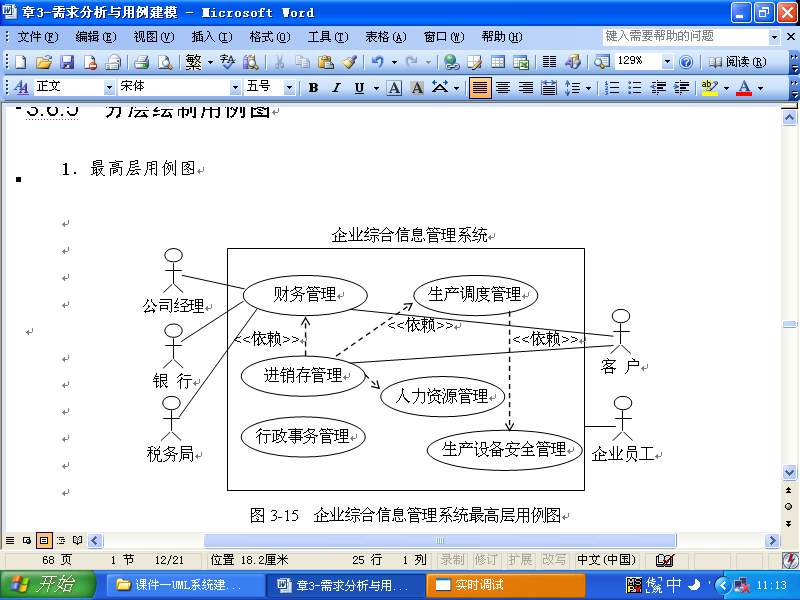 章3-需求分析与用例建模 - Microsoft Word
文件(F) 编辑(E) 视图(V) 插入(I) 格式(O) 工具(T) 表格(A) 窗口(W) 帮助(H) 键入需要帮助的问题
繁 129% 阅读(R)
正文 宋体 五号 B I U A A A
3.6.5 分层绘制用例图
1. 最高层用例图
企业综合信息管理系统
公司经理
财务管理
生产调度管理
<<依赖>>
<<依赖>>
<<依赖>>
银 行
进销存管理
客 户
人力资源管理
税务局
行政事务管理
生产设备安全管理
企业员工
图 3-15 企业综合信息管理系统最高层用例图
68 页 1 节 12/21 位置 18.2厘米 25 行 1 列 录制 修订 扩展 改写 中文(中国)
开始 课件一UML系统建... 章3-需求分析与用... 实时调试 中 11:13